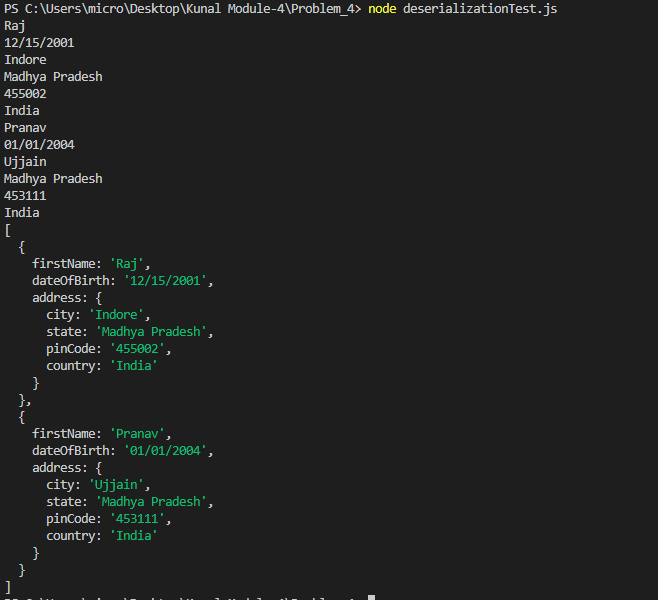 PS C:\Users\micro\Desktop\Kunal Module-4\Problem_4> node deserializationTest.js
Raj
12/15/2001
Indore
Madhya Pradesh
455002
India
Pranav
01/01/2004
Ujjain
Madhya Pradesh
453111
India
[
  {
    firstName: 'Raj',
    dateOfBirth: '12/15/2001',
    address: {
      city: 'Indore',
      state: 'Madhya Pradesh',
      pinCode: '455002',
      country: 'India'
    }
  },
  {
    firstName: 'Pranav',
    dateOfBirth: '01/01/2004',
    address: {
      city: 'Ujjain',
      state: 'Madhya Pradesh',
      pinCode: '453111',
      country: 'India'
    }
  }
]